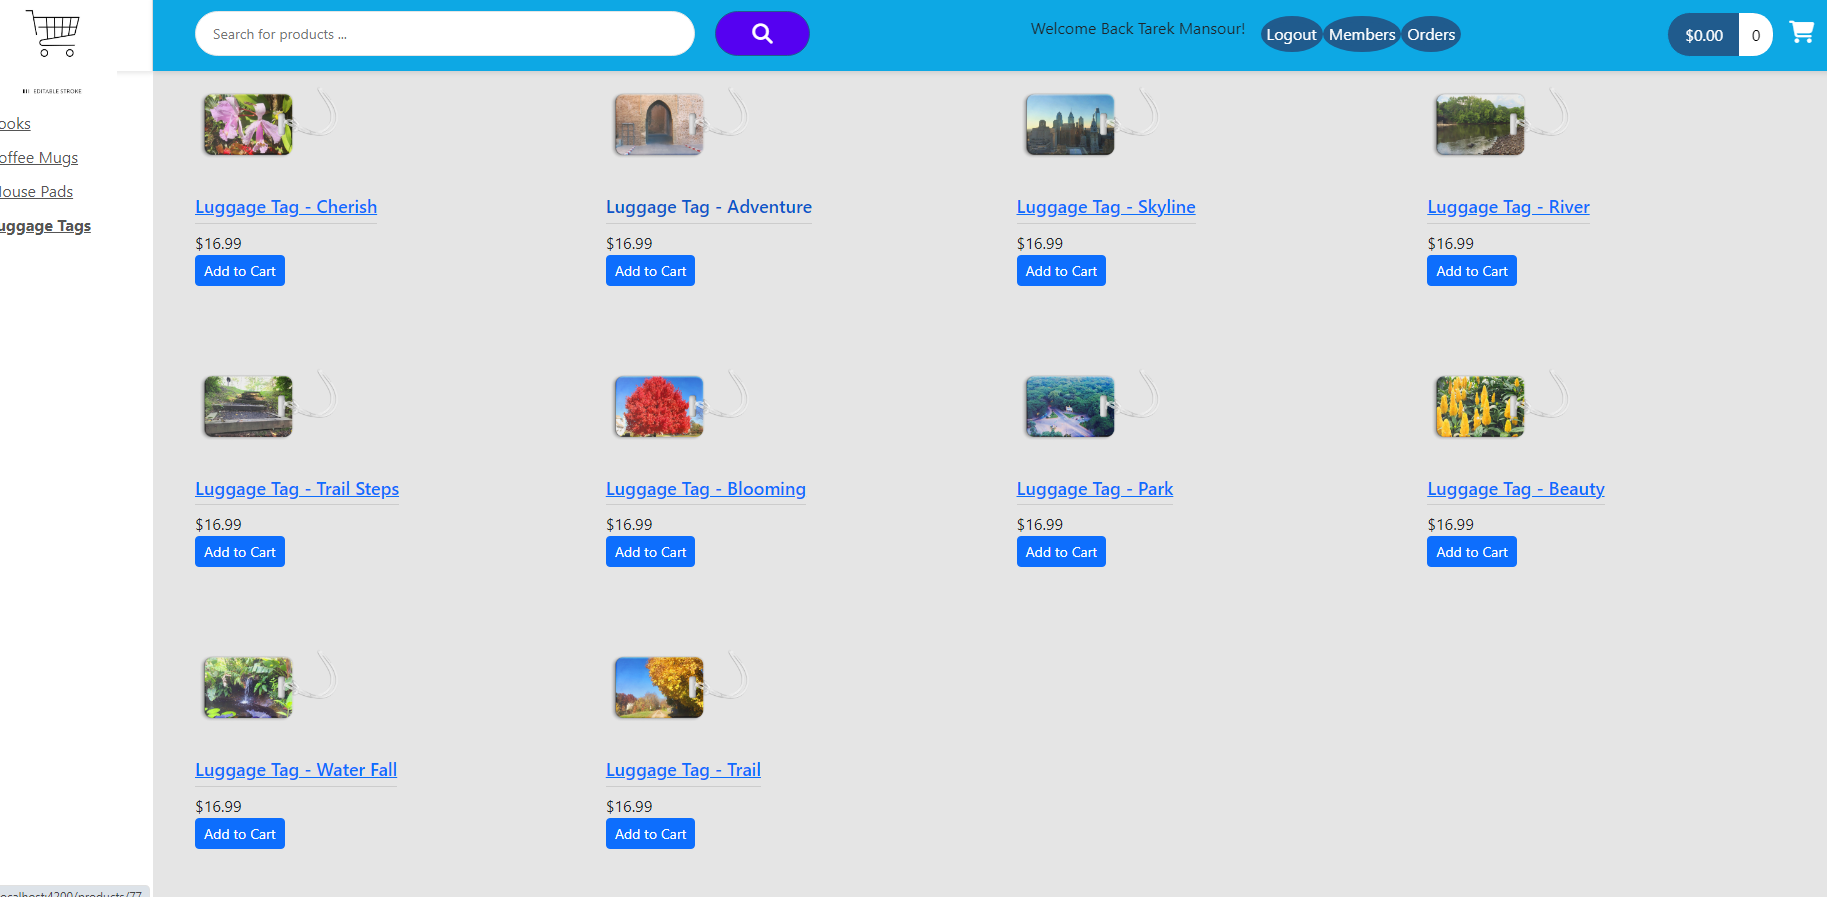 Search for products ...
Welcome Back Tarek Mansour!
Logout Members Orders
$0.00 0
EDITABLE STROKE
ooks
offee Mugs
ouse Pads
uggage Tags
Luggage Tag - Cherish
$16.99
Add to Cart
Luggage Tag - Adventure
$16.99
Add to Cart
Luggage Tag - Skyline
$16.99
Add to Cart
Luggage Tag - River
$16.99
Add to Cart
Luggage Tag - Trail Steps
$16.99
Add to Cart
Luggage Tag - Blooming
$16.99
Add to Cart
Luggage Tag - Park
$16.99
Add to Cart
Luggage Tag - Beauty
$16.99
Add to Cart
Luggage Tag - Water Fall
$16.99
Add to Cart
Luggage Tag - Trail
$16.99
Add to Cart
ocalhost:4200/products/77